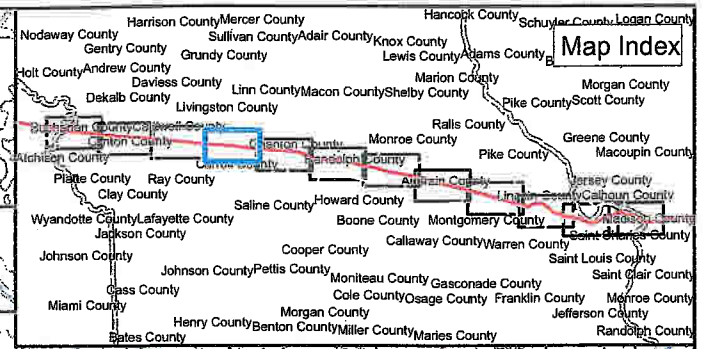 Harrison County Mercer County Hancock County Schuyler County Logan County
Nodaway County Sullivan County Adair County Knox County
Gentry County Grundy County Lewis County Adams County Map Index
Holt County Andrew County Marion County
Daviess County Linn County Macon County Shelby County Morgan County
Dekalb County Livingston County Pike County Scott County
Buchanan County Caldwell County Ralls County
Clinton County Chariton County Monroe County Greene County
Atchison County Carroll County Randolph County Pike County Macoupin County
Platte County Ray County Audrain County Jersey County
Clay County Saline County Howard County Lincoln County Calhoun County
Wyandotte County Lafayette County Boone County Montgomery County Madison County
Jackson County Callaway County Warren County Saint Charles County
Johnson County Cooper County Saint Louis County
Johnson County Pettis County Moniteau County Gasconade County Saint Clair County
Cass County Cole County Osage County Franklin County Monroe County
Miami County Morgan County Jefferson County
Henry County Benton County Miller County Maries County Randolph County
Bates County